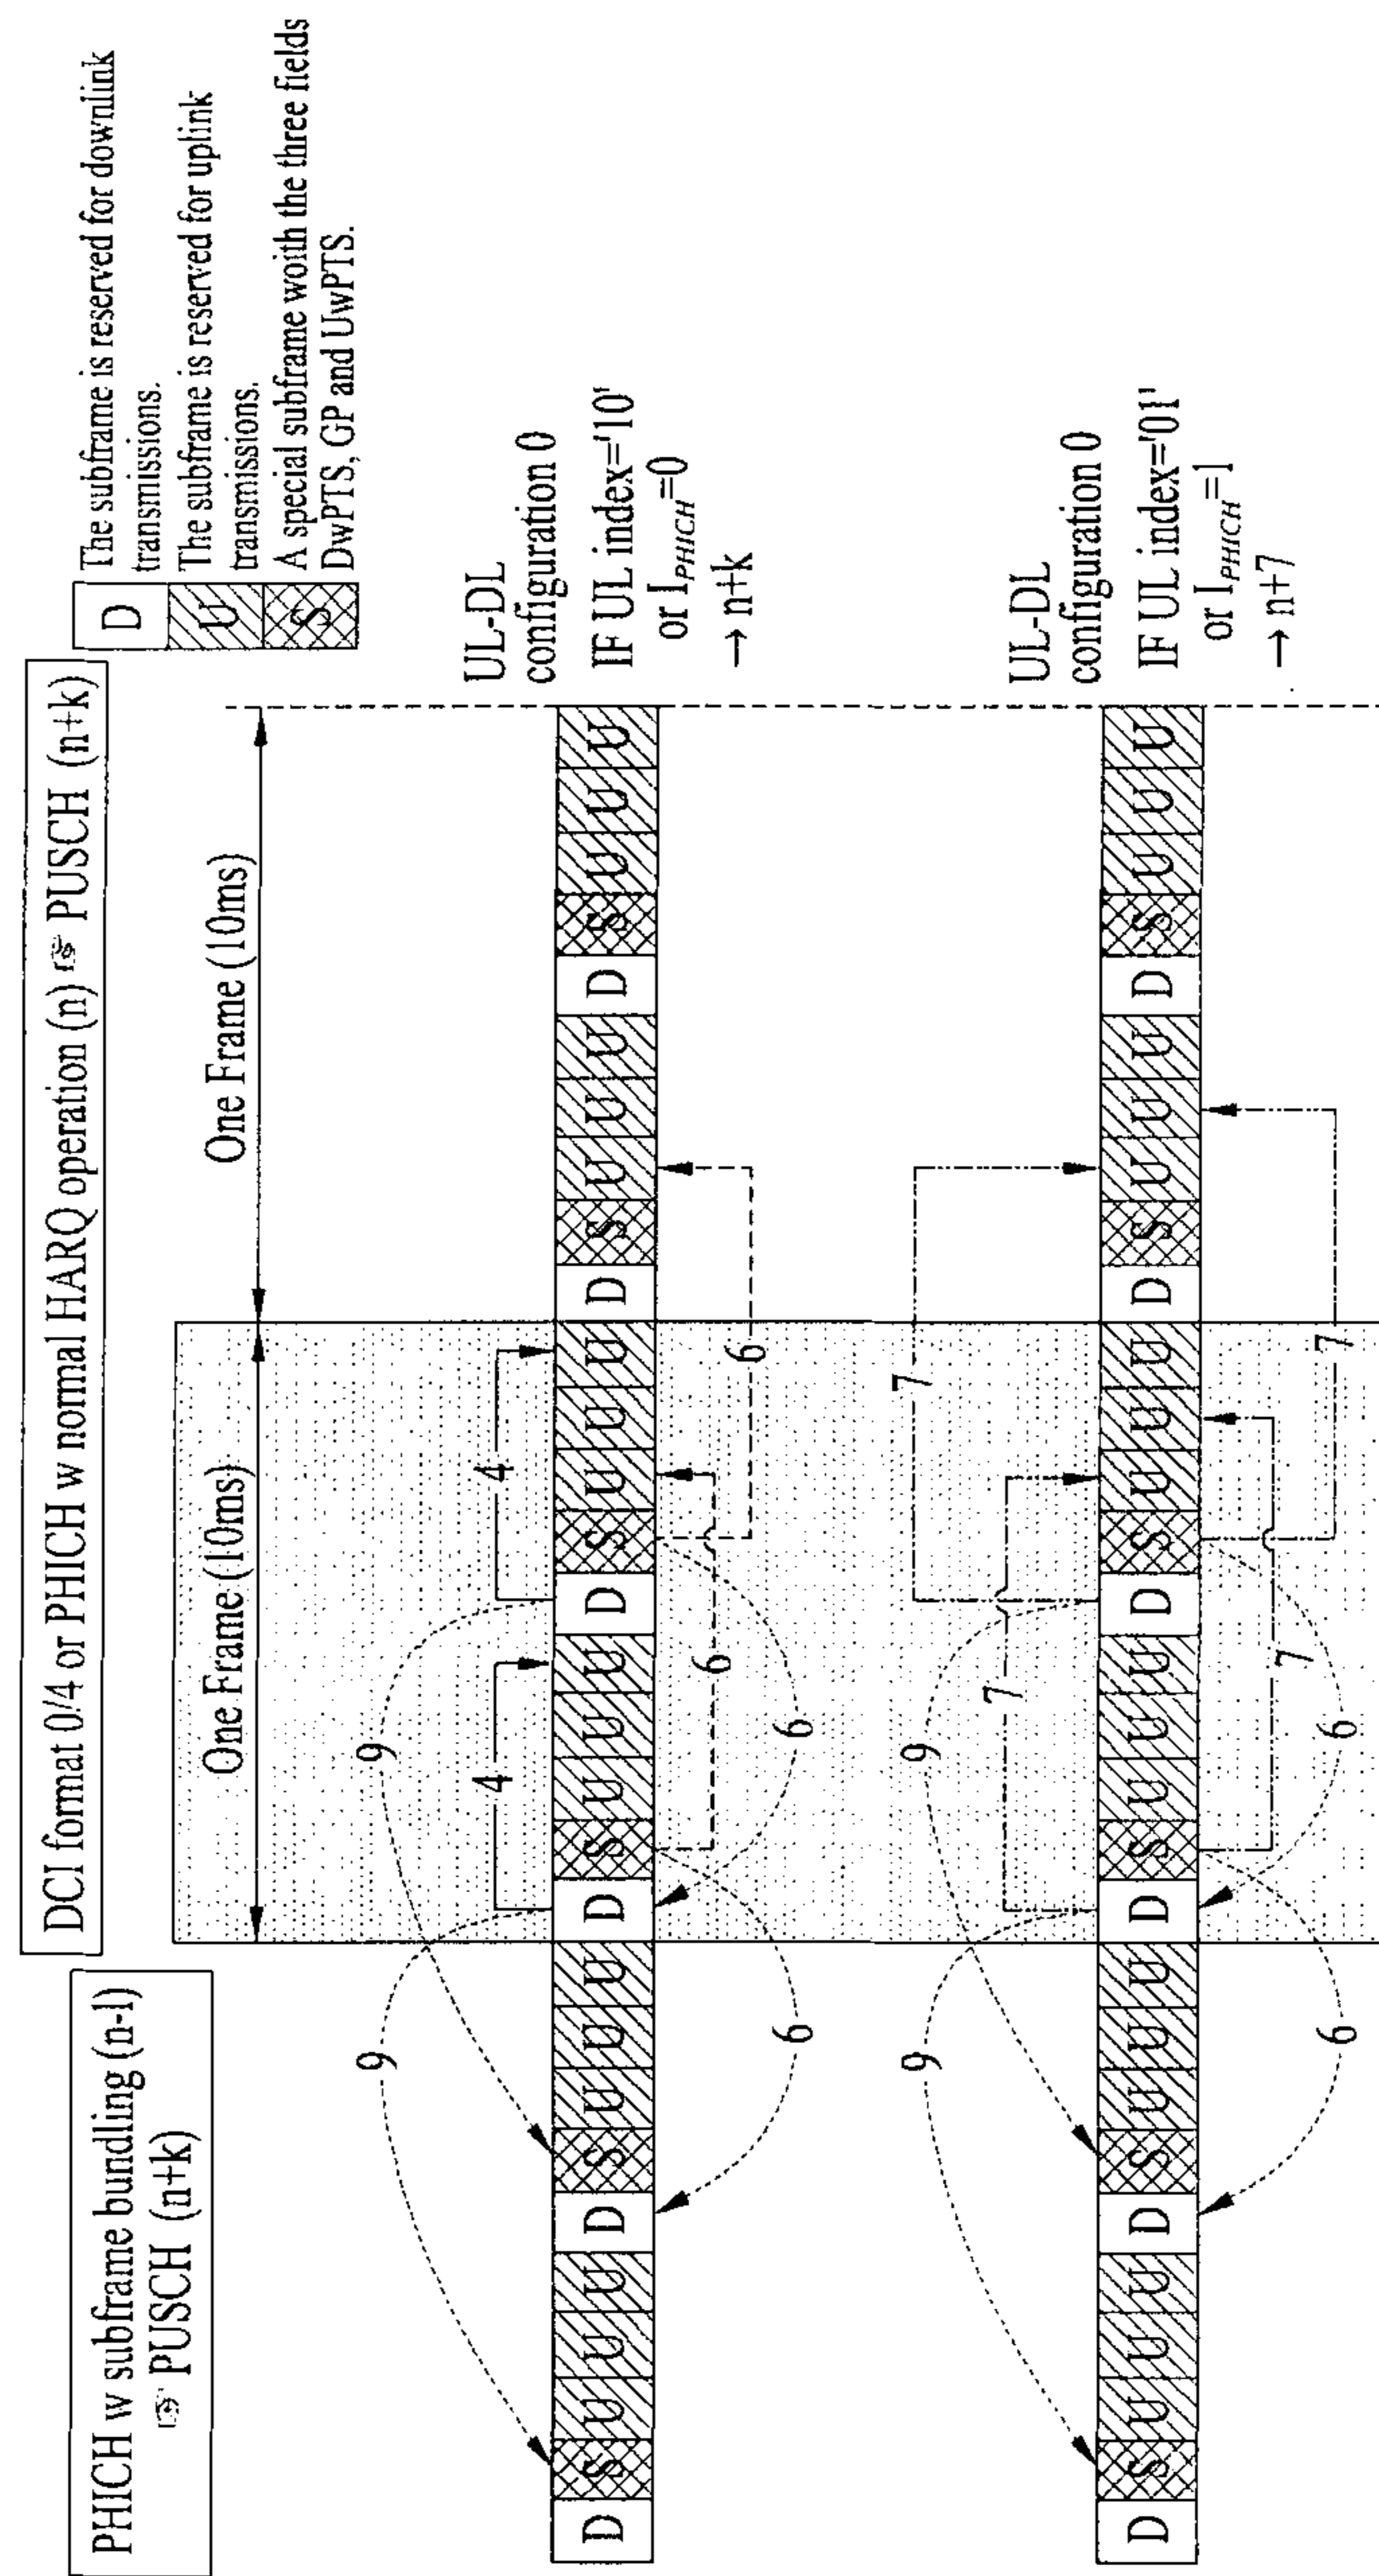 DCI format 0/4 or PHICH w normal HARQ operation (n) ☞ PUSCH (n+k)
PHICH w subframe bundling (n-l)
☞ PUSCH (n+k)
D The subframe is reserved for downlink
transmissions.
U The subframe is reserved for uplink
transmissions.
S A special subframe woith the three fields
DwPTS, GP and UwPTS.
One Frame (10ms) One Frame (10ms)
9 9
4 4
UL-DL
configuration 0
IF UL index='10'
or I_PHICH=0
→ n+k
D S U U U D S U U U D S U U U D S U U U D S U U U D S U U U
6
6
6 6
7
9 9
7
UL-DL
configuration 0
IF UL index='01'
or I_PHICH=1
→ n+7
D S U U U D S U U U D S U U U D S U U U D S U U U D S U U U
7
6 6 7